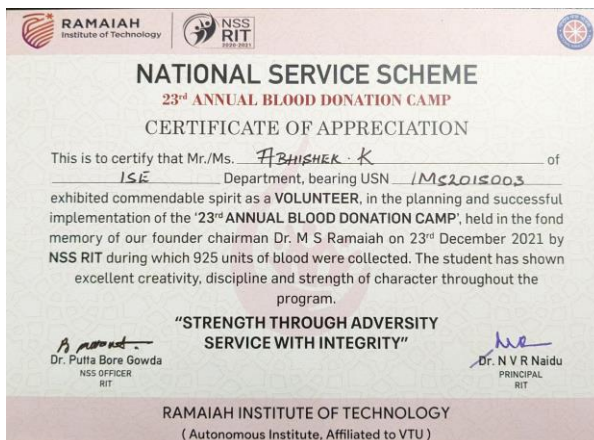 RAMAIAH
Institute of Technology
NSS
RIT
2020-2021
NATIONAL SERVICE SCHEME
23rd ANNUAL BLOOD DONATION CAMP
CERTIFICATE OF APPRECIATION
This is to certify that Mr./Ms. ABHISHEK . K of
ISE Department, bearing USN 1MS20IS003
exhibited commendable spirit as a VOLUNTEER, in the planning and successful
implementation of the '23rd ANNUAL BLOOD DONATION CAMP', held in the fond
memory of our founder chairman Dr. M S Ramaiah on 23rd December 2021 by
NSS RIT during which 925 units of blood were collected. The student has shown
excellent creativity, discipline and strength of character throughout the
program.
"STRENGTH THROUGH ADVERSITY
SERVICE WITH INTEGRITY"
Dr. Putta Bore Gowda
NSS OFFICER
RIT
Dr. N V R Naidu
PRINCIPAL
RIT
RAMAIAH INSTITUTE OF TECHNOLOGY
( Autonomous Institute, Affiliated to VTU )